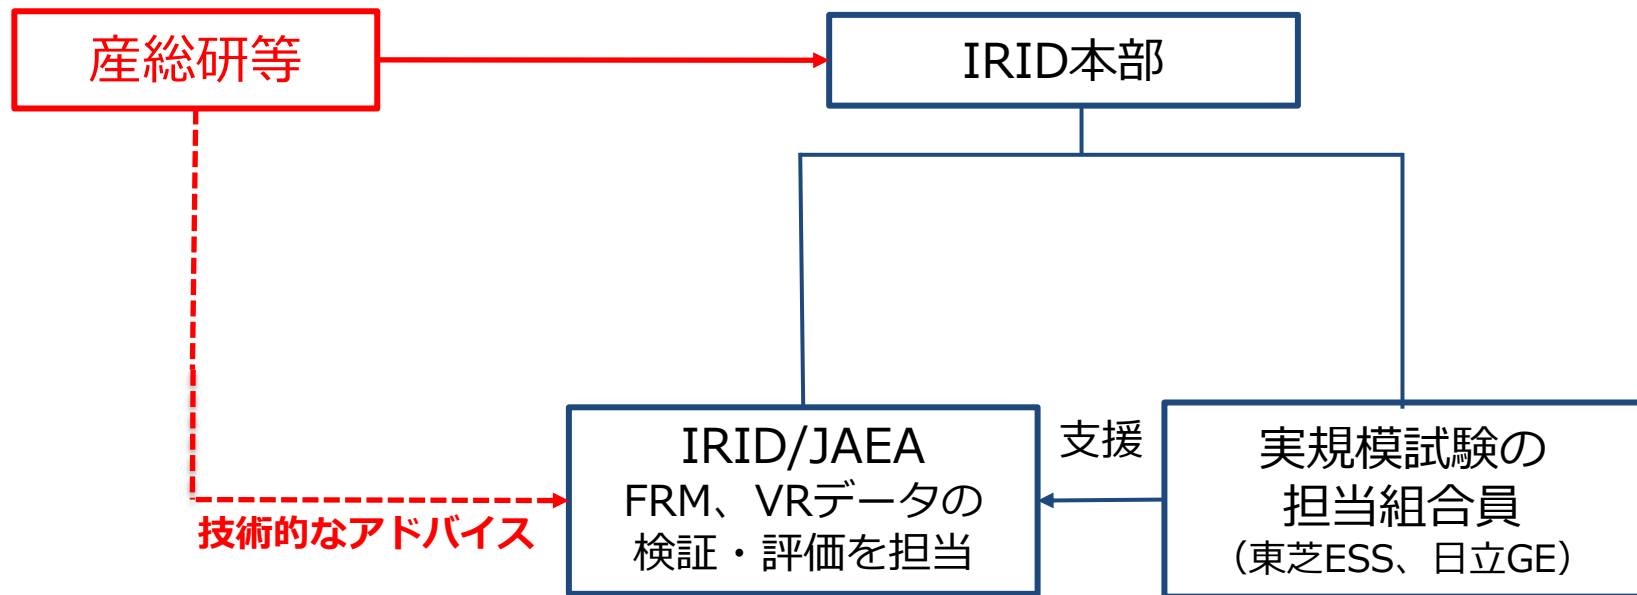 産総研等
IRID本部
IRID/JAEA
FRM、VRデータの
検証・評価を担当
支援
実規模試験の
担当組合員
（東芝ESS、日立GE）
技術的なアドバイス